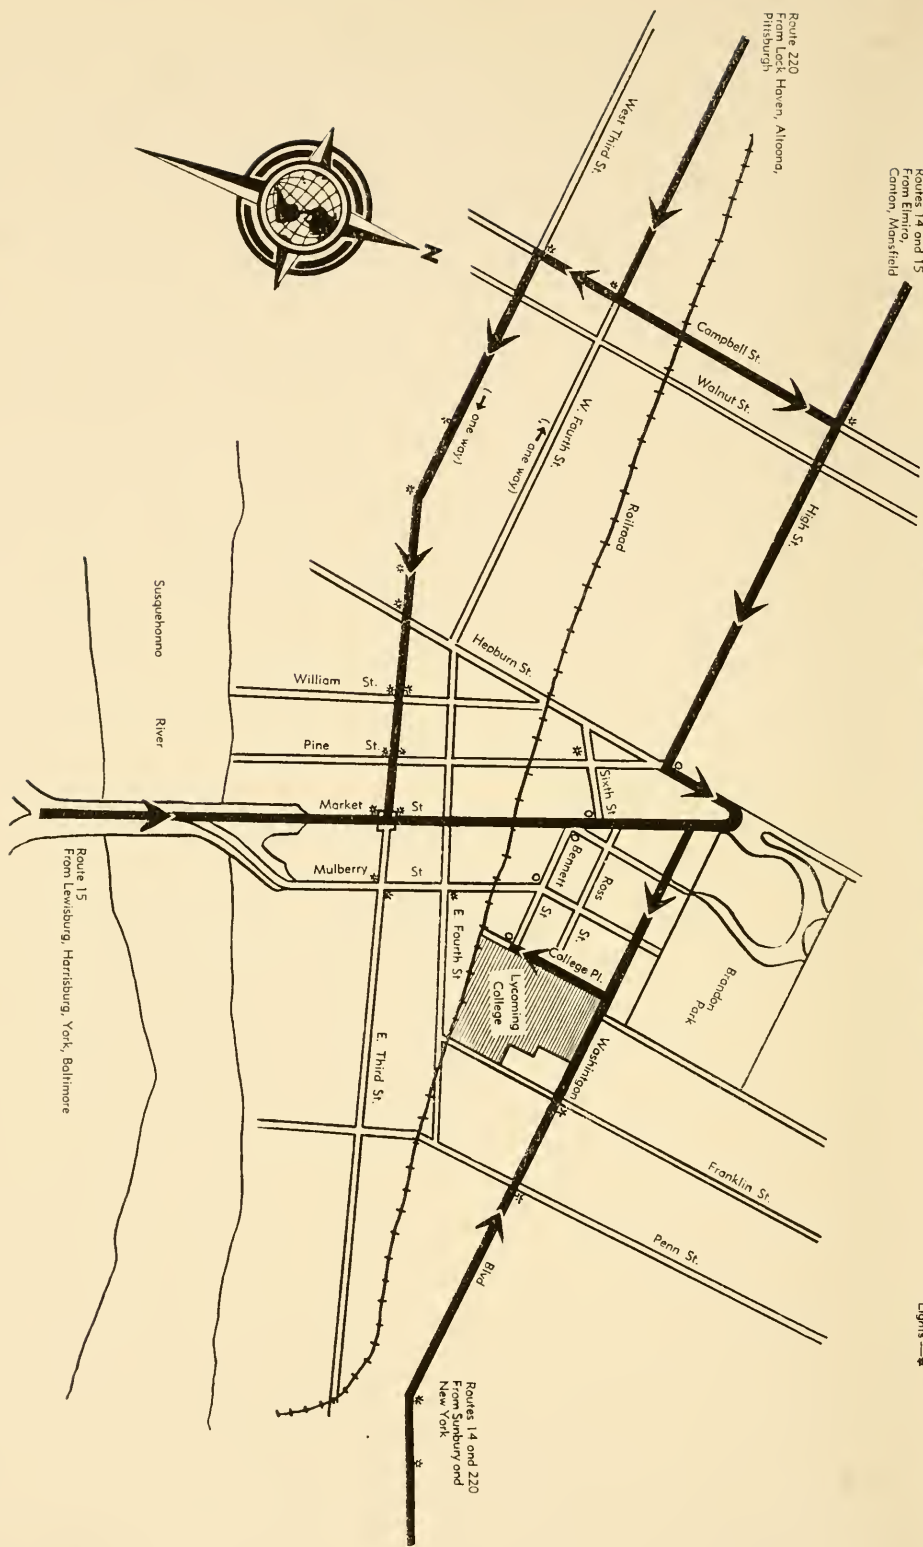 Route 220
From Lock Haven, Altoona,
Pittsburgh
Routes 14 and 15
From Elmira,
Canton, Mansfield
West Third St.
N
Campbell St.
Walnut St.
W. Fourth St.
( one way)
( one way)
Railroad
High St.
Susquehanna River
Hepburn St.
William St.
Pine St.
Sixth St
Market St
Mulberry St
Bennett St
Ross St.
E Fourth St
College Pl.
Lycoming
College
Brandon
Park
Washintgon Blvd
E. Third St.
Franklin St.
Penn St.
Route 15
From Lewisburg, Harrisburg, York, Baltimore
Routes 14 and 220
From Sunbury and
New York
Lights